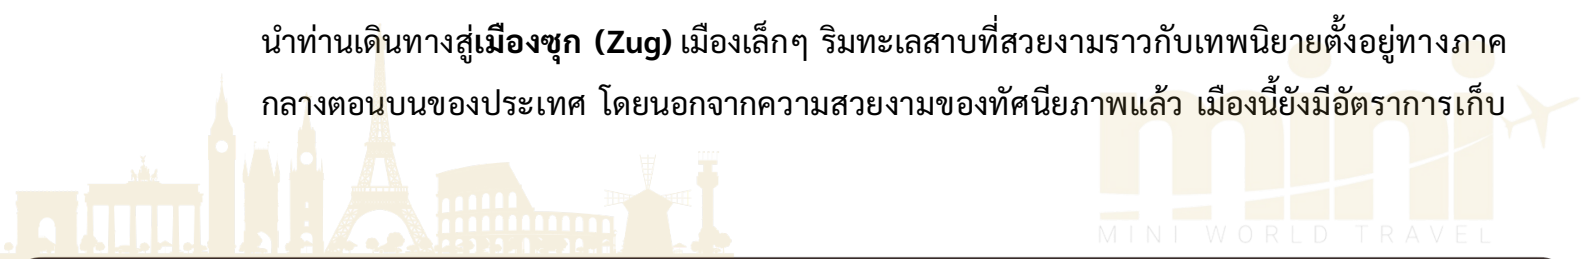 นำท่านเดินทางสู่เมืองซุก (Zug) เมืองเล็กๆ ริมทะเลสาบที่สวยงามราวกับเทพนิยายตั้งอยู่ทางภาค
กลางตอนบนของประเทศ โดยนอกจากความสวยงามของทัศนียภาพแล้ว เมืองนี้ยังมีอัตราการเก็บ
mini
MINI WORLD TRAVEL